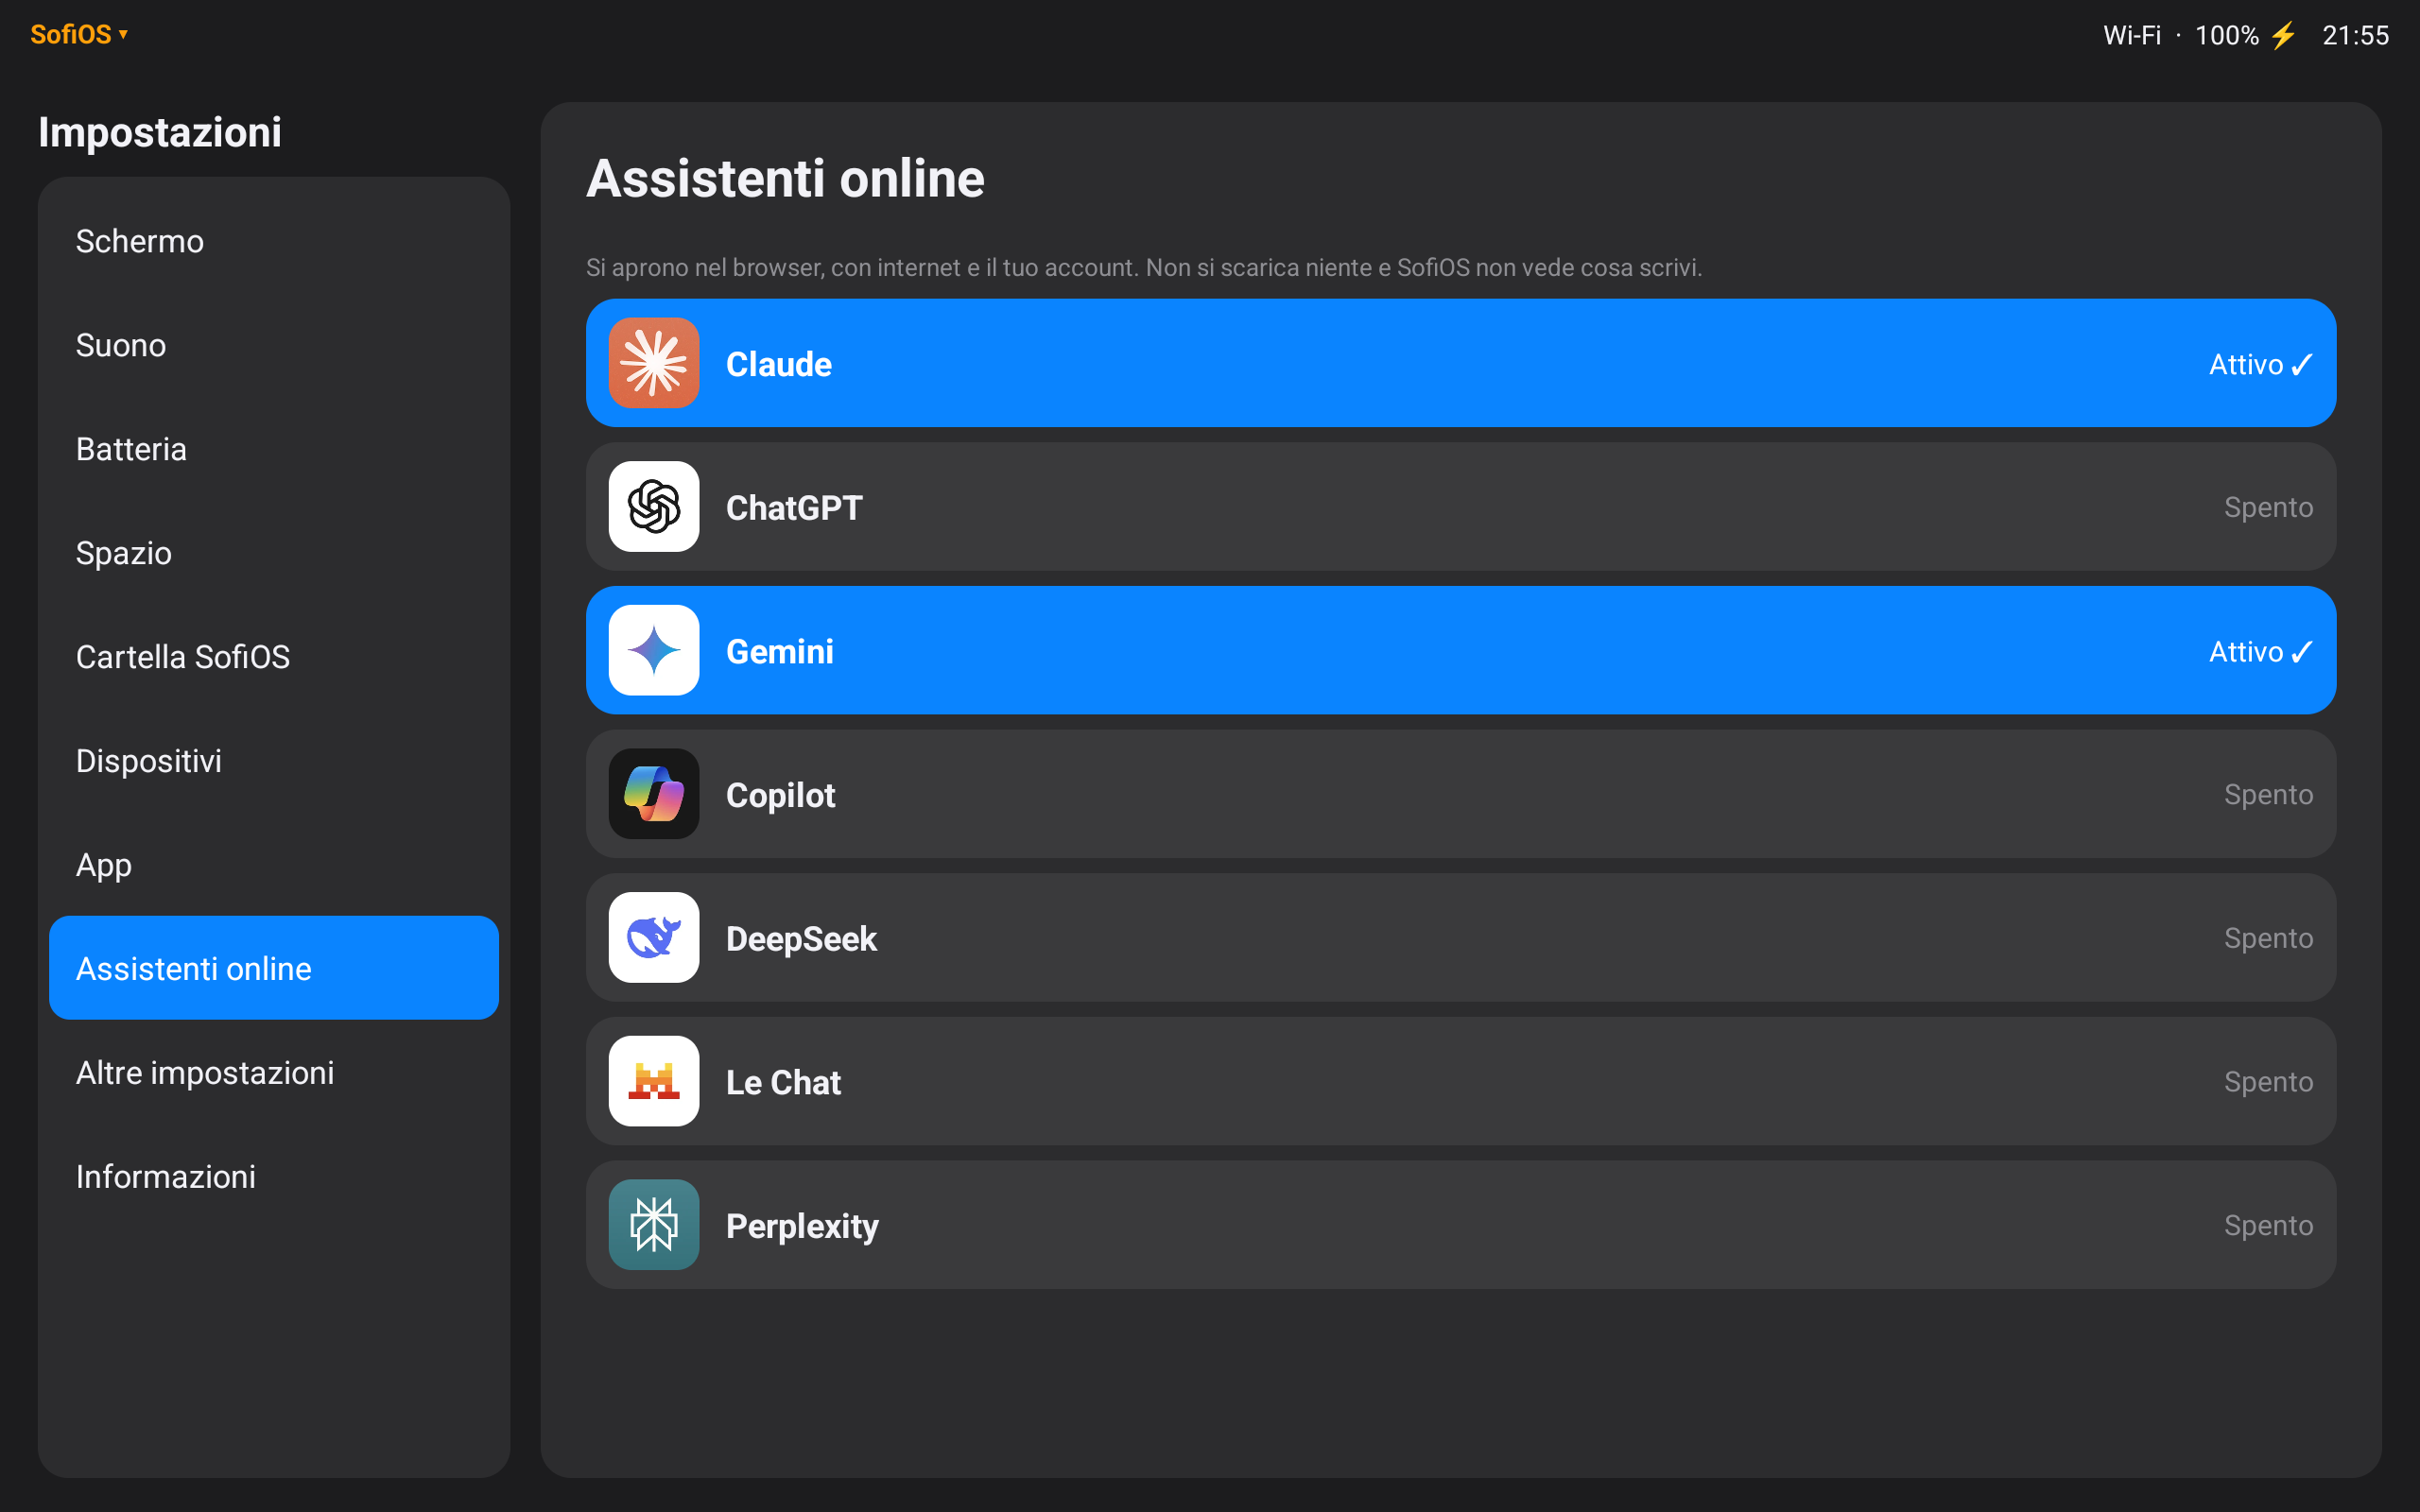 SofiOS ▾
Wi-Fi · 100% ⚡ 21:55
Impostazioni
Schermo
Suono
Batteria
Spazio
Cartella SofiOS
Dispositivi
App
Assistenti online
Altre impostazioni
Informazioni
Assistenti online
Si aprono nel browser, con internet e il tuo account. Non si scarica niente e SofiOS non vede cosa scrivi.
Claude Attivo ✓
ChatGPT Spento
Gemini Attivo ✓
Copilot Spento
DeepSeek Spento
Le Chat Spento
Perplexity Spento